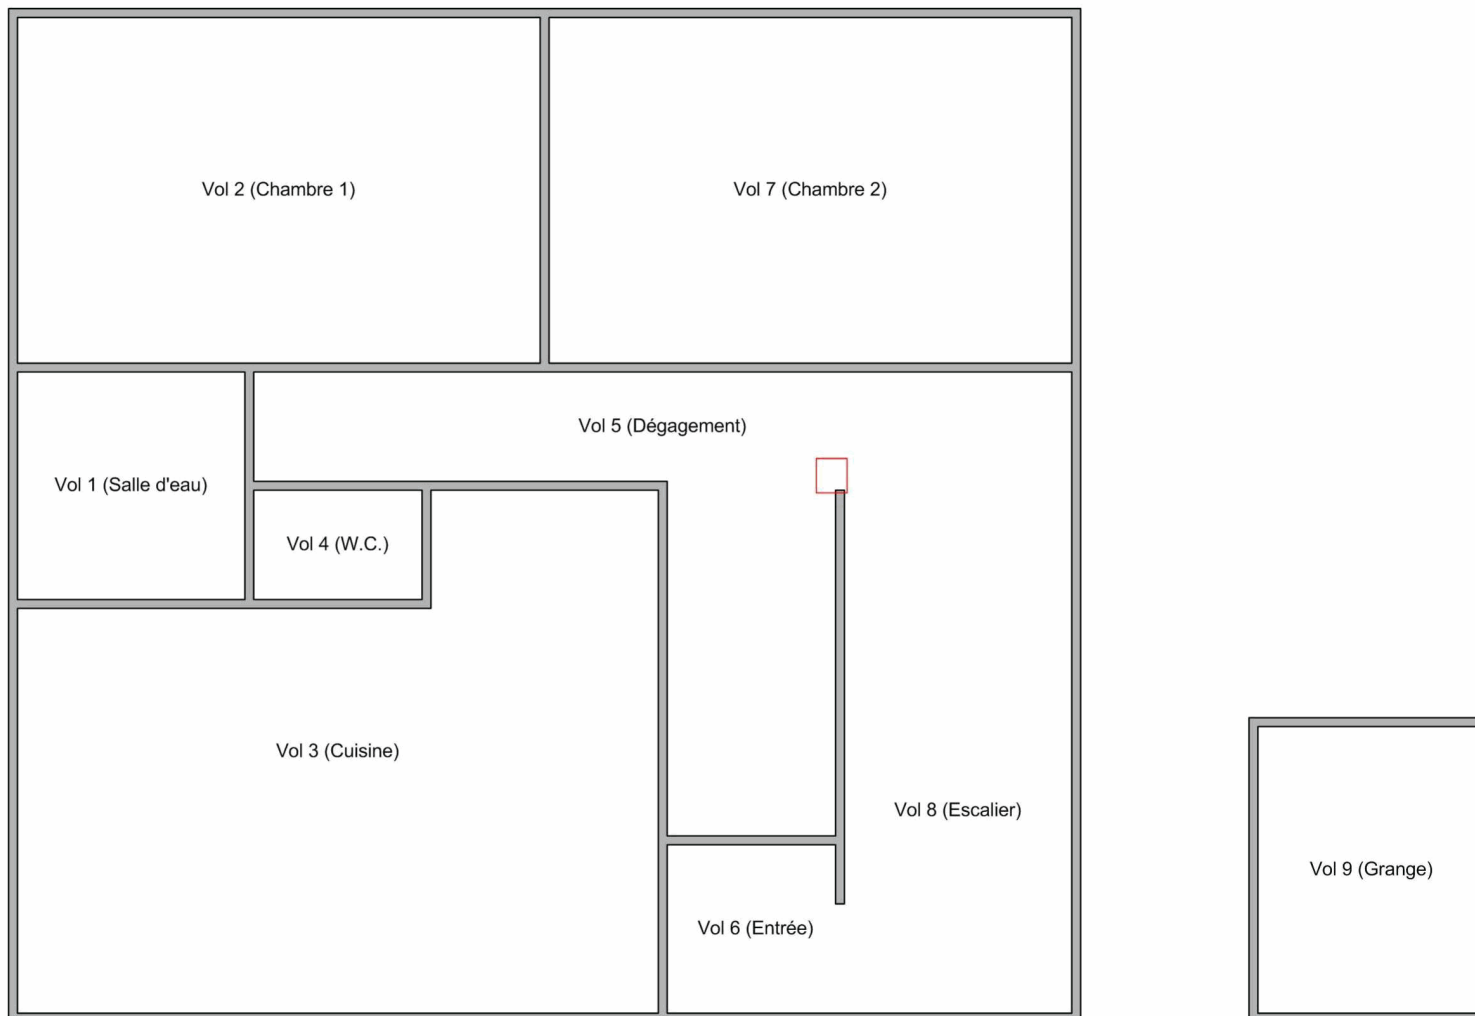 Vol 2 (Chambre 1)
Vol 7 (Chambre 2)
Vol 5 (Dégagement)
Vol 1 (Salle d'eau)
Vol 4 (W.C.)
Vol 3 (Cuisine)
Vol 8 (Escalier)
Vol 9 (Grange)
Vol 6 (Entrée)